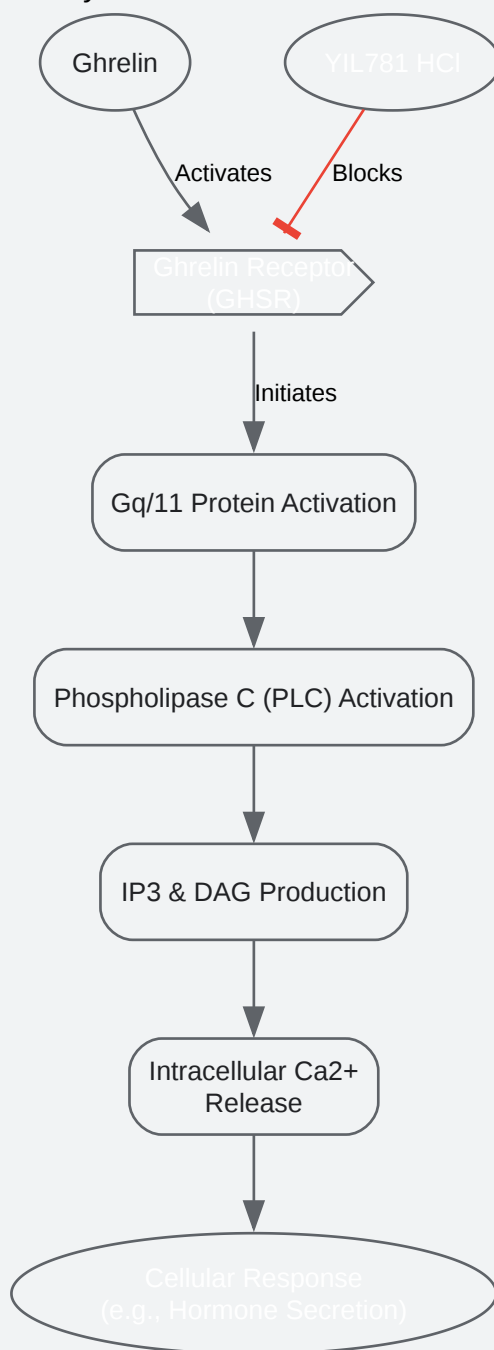 Ghrelin
YIL781 HCl
Activates
Blocks
Ghrelin Receptor
(GHSR)
Initiates
Gq/11 Protein Activation
Phospholipase C (PLC) Activation
IP3 & DAG Production
Intracellular Ca2+
Release
Cellular Response
(e.g., Hormone Secretion)